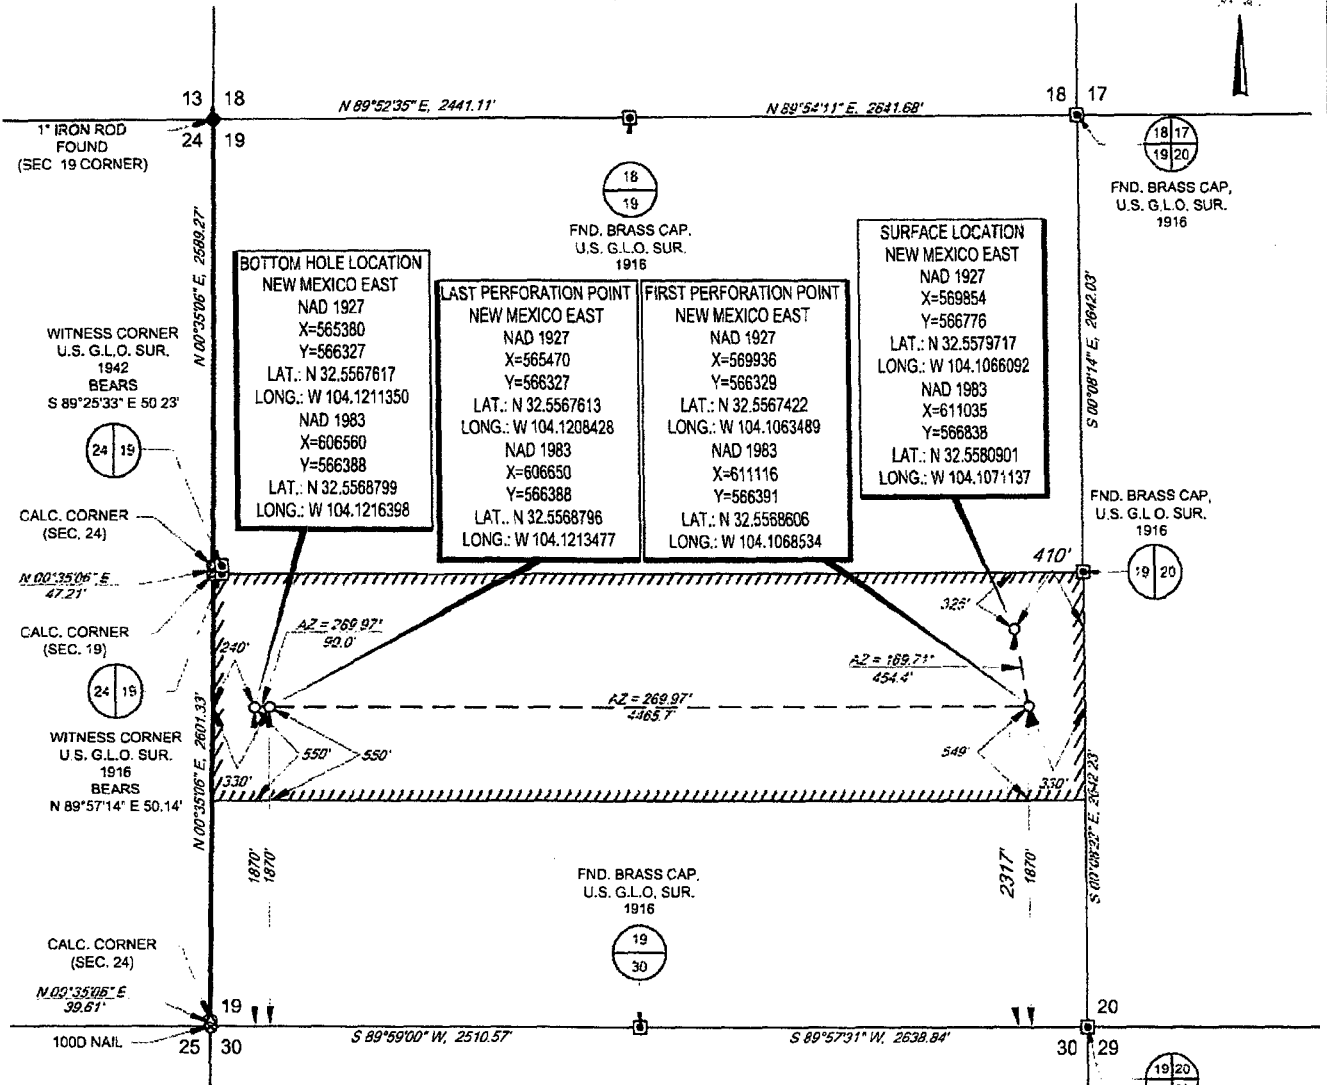 13 18
N 89°52'35" E, 2441.11'
N 89°54'11" E, 2641.68'
18 17
1" IRON ROD
FOUND
(SEC 19 CORNER)
24 19
18 17
19 20
FND. BRASS CAP,
U.S. G.L.O. SUR.
1916
18
19
FND. BRASS CAP.
U.S. G.L.O. SUR.
1916
N 00°35'06" E, 2689.27'
S 00°08'14" E, 2642.03'
BOTTOM HOLE LOCATION
NEW MEXICO EAST
NAD 1927
X=565380
Y=566327
LAT.: N 32.5567617
LONG.: W 104.1211350
NAD 1983
X=606560
Y=566388
LAT.: N 32.5568799
LONG.: W 104.1216398
LAST PERFORATION POINT
NEW MEXICO EAST
NAD 1927
X=565470
Y=566327
LAT.: N 32.5567613
LONG.: W 104.1208428
NAD 1983
X=606650
Y=566388
LAT.. N 32.5568796
LONG.: W 104.1213477
FIRST PERFORATION POINT
NEW MEXICO EAST
NAD 1927
X=569936
Y=566329
LAT.: N 32.5567422
LONG.: W 104.1063489
NAD 1983
X=611116
Y=566391
LAT.: N 32.5568606
LONG.: W 104.1068534
SURFACE LOCATION
NEW MEXICO EAST
NAD 1927
X=569854
Y=566776
LAT.: N 32.5579717
LONG.: W 104.1066092
NAD 1983
X=611035
Y=566838
LAT.: N 32.5580901
LONG.: W 104.1071137
WITNESS CORNER
U.S. G.L.O. SUR.
1942
BEARS
S 89°25'33" E 50 23'
24 19
CALC. CORNER
(SEC. 24)
N 00°35'06" E
47.21'
CALC. CORNER
(SEC. 19)
24 19
WITNESS CORNER
U.S. G.L.O. SUR.
1916
BEARS
N 89°57'14" E 50.14'
FND. BRASS CAP,
U.S. G.L O. SUR.
1916
19 20
410'
325'
AZ = 269.97°
90.0'
240'
AZ = 169.71°
454.4'
AZ = 269.97°
4465.7'
330'
550'
550'
549'
330'
N 00°35'06" E, 2601.33'
1870'
1870'
2317'
1870'
FND. BRASS CAP,
U.S. G.L.O, SUR.
1916
19
30
CALC. CORNER
(SEC. 24)
N 00°35'06" E
39.61'
100D NAIL
19
25 30
S 89°59'00" W, 2510.57'
S 89°57'31" W, 2638.84'
20
30 29
19 20